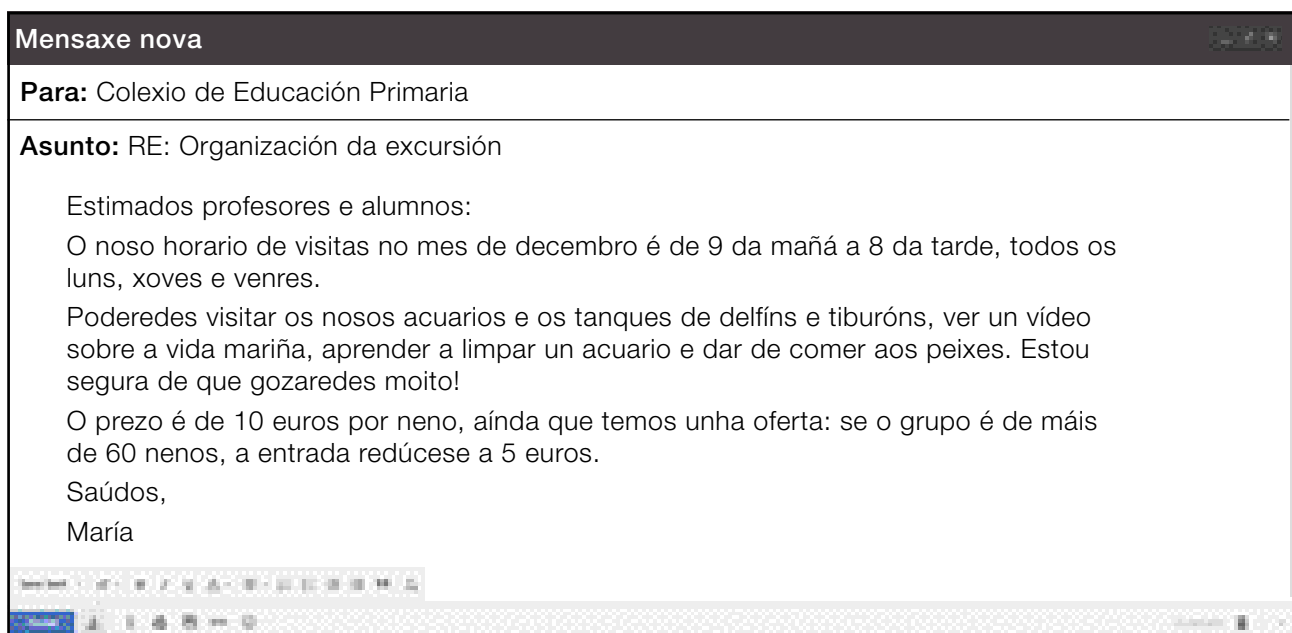 Mensaxe nova
Para: Colexio de Educación Primaria
Asunto: RE: Organización da excursión
Estimados profesores e alumnos:
O noso horario de visitas no mes de decembro é de 9 da mañá a 8 da tarde, todos os
luns, xoves e venres.
Poderedes visitar os nosos acuarios e os tanques de delfíns e tiburóns, ver un vídeo
sobre a vida mariña, aprender a limpar un acuario e dar de comer aos peixes. Estou
segura de que gozaredes moito!
O prezo é de 10 euros por neno, aínda que temos unha oferta: se o grupo é de máis
de 60 nenos, a entrada redúcese a 5 euros.
Saúdos,
María